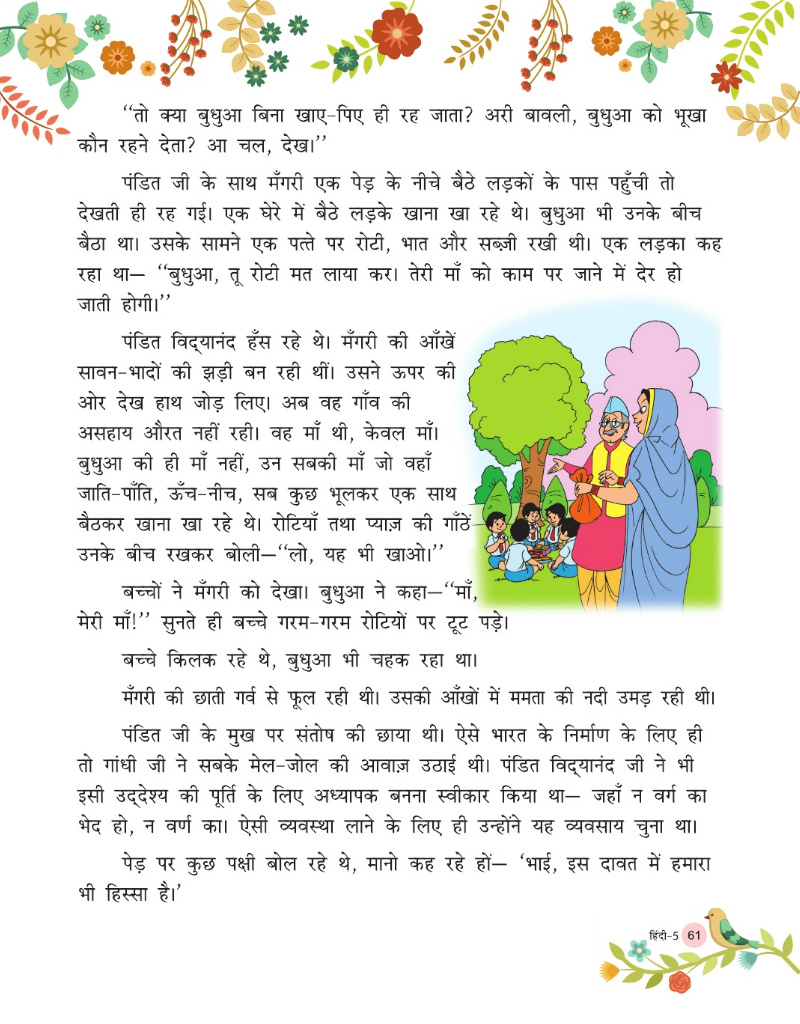 ‘‘तो क्या बुधुआ बिना खाए-पिए ही रह जाता? अरी बावली, बुधुआ को भूखा
कौन रहने देता? आ चल, देख।’’
पंडित जी के साथ मँगरी एक पेड़ के नीचे बैठे लड़कों के पास पहुँची तो
देखती ही रह गई। एक घेरे में बैठे लड़के खाना खा रहे थे। बुधुआ भी उनके बीच
बैठा था। उसके सामने एक पत्ते पर रोटी, भात और सब्ज़ी रखी थी। एक लड़का कह
रहा था— ‘‘बुधुआ, तू रोटी मत लाया कर। तेरी माँ को काम पर जाने में देर हो
जाती होगी।’’
पंडित विद्‌यानंद हँस रहे थे। मँगरी की आँखें
सावन-भादों की झड़ी बन रही थीं। उसने ऊपर की
ओर देख हाथ जोड़ लिए। अब वह गाँव की
असहाय औरत नहीं रही। वह माँ थी, केवल माँ।
बुधुआ की ही माँ नहीं, उन सबकी माँ जो वहाँ
जाति-पाँति, ऊँच-नीच, सब कुछ भूलकर एक साथ
बैठकर खाना खा रहे थे। रोटियाँ तथा प्याज़ की गाँठें
उनके बीच रखकर बोली—‘‘लो, यह भी खाओ।’’
बच्चों ने मँगरी को देखा। बुधुआ ने कहा—‘‘माँ,
मेरी माँ!’’ सुनते ही बच्चे गरम-गरम रोटियों पर टूट पड़े।
बच्चे किलक रहे थे, बुधुआ भी चहक रहा था।
मँगरी की छाती गर्व से फूल रही थी। उसकी आँखों में ममता की नदी उमड़ रही थी।
पंडित जी के मुख पर संतोष की छाया थी। ऐसे भारत के निर्माण के लिए ही
तो गांधी जी ने सबके मेल-जोल की आवाज़ उठाई थी। पंडित विद्‌यानंद जी ने भी
इसी उद्‌देश्य की पूर्ति के लिए अध्यापक बनना स्वीकार किया था— जहाँ न वर्ग का
भेद हो, न वर्ण का। ऐसी व्यवस्था लाने के लिए ही उन्होंने यह व्यवसाय चुना था।
पेड़ पर कुछ पक्षी बोल रहे थे, मानो कह रहे हों— ‘भाई, इस दावत में हमारा
भी हिस्सा है।’
हिंदी-5 61